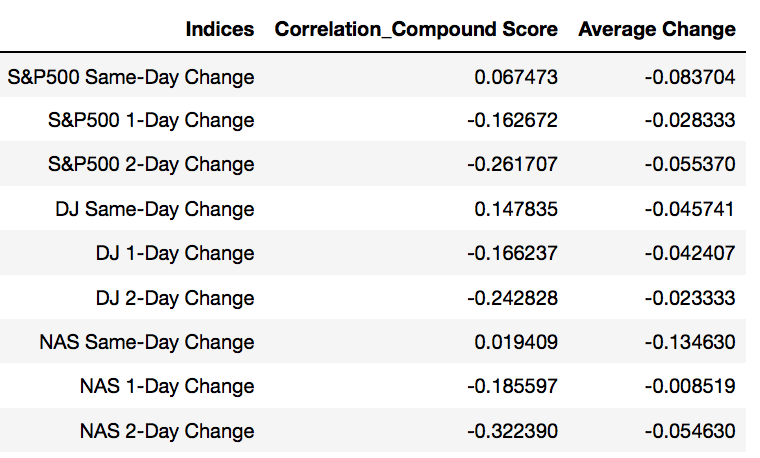 Indices Correlation_Compound Score Average Change
S&P500 Same-Day Change 0.067473 -0.083704
S&P500 1-Day Change -0.162672 -0.028333
S&P500 2-Day Change -0.261707 -0.055370
DJ Same-Day Change 0.147835 -0.045741
DJ 1-Day Change -0.166237 -0.042407
DJ 2-Day Change -0.242828 -0.023333
NAS Same-Day Change 0.019409 -0.134630
NAS 1-Day Change -0.185597 -0.008519
NAS 2-Day Change -0.322390 -0.054630